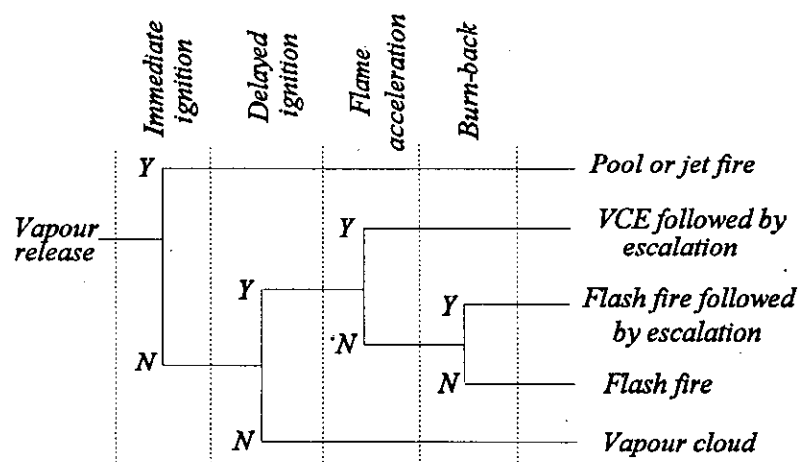 Immediate
ignition
Delayed
ignition
Flame
acceleration
Burn-back
Y
Pool or jet fire
Vapour
release
Y
VCE followed by
escalation
Y
Y
Flash fire followed
by escalation
N
N
N
Flash fire
N
Vapour cloud